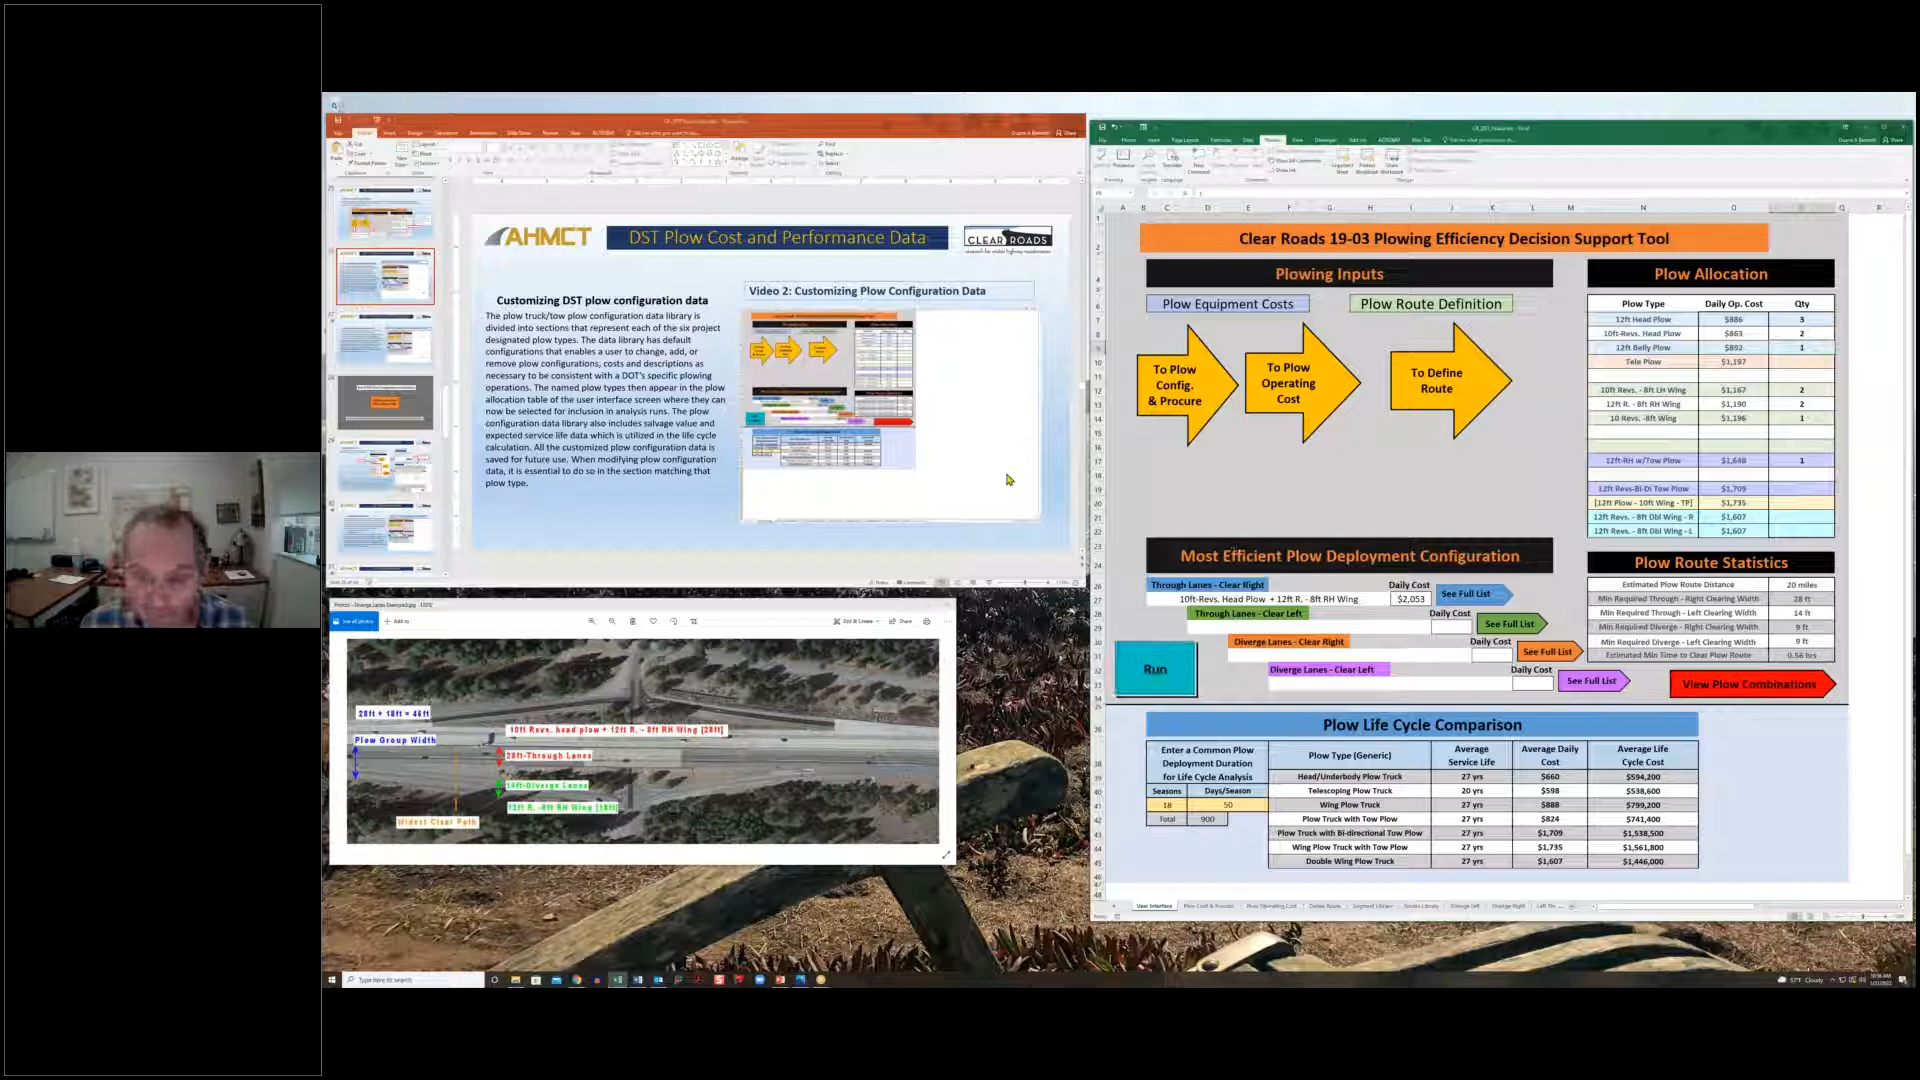 AHMCT
DST Plow Cost and Performance Data
CLEAR ROADS
Customizing DST plow configuration data
The plow truck/tow plow configuration data library is
divided into sections that represent each of the six project
designated plow types. The data library has default
configurations that enables a user to change, add, or
remove plow configurations, costs and descriptions as
necessary to be consistent with a DOT's specific plowing
operations. The named plow types then appear in the plow
allocation table of the user interface screen where they can
now be selected for inclusion in analysis runs. The plow
configuration data library also includes salvage value and
expected service life data which is utilized in the life cycle
calculation. All the customized plow configuration data is
saved for future use. When modifying plow configuration
data, it is essential to do so in the section matching that
plow type.
Video 2: Customizing Plow Configuration Data
28ft + 18ft = 46ft
Plow Group Width
10ft Revs. head plow + 12ft R. - 8ft RH Wing [28ft]
28ft-Through Lanes
14ft-Diverge Lanes
12ft R. -8ft RH Wing [18ft]
Widest Clear Path
Type here to search
57°F Cloudy
Clear Roads 19-03 Plowing Efficiency Decision Support Tool
Plowing Inputs
Plow Equipment Costs
Plow Route Definition
To Plow
Config.
& Procure
To Plow
Operating
Cost
To Define
Route
Plow Allocation
Plow Type Daily Op. Cost Qty
12ft Head Plow $886 3
10ft-Revs. Head Plow $863 2
12ft Belly Plow $892 1
Tele Plow $1,197
10ft Revs. - 8ft LH Wing $1,167 2
12ft R. - 8ft RH Wing $1,190 2
10 Revs. -8ft Wing $1,196 1
12ft-RH w/Tow Plow $1,648 1
12ft Revs-Bi-Di Tow Plow $1,709
[12ft Plow - 10ft Wing - TP] $1,735
12ft Revs. - 8ft Dbl Wing - R $1,607
12ft Revs. - 8ft Dbl Wing - L $1,607
Most Efficient Plow Deployment Configuration
Through Lanes - Clear Right Daily Cost
10ft-Revs. Head Plow + 12ft R. - 8ft RH Wing $2,053 See Full List
Through Lanes - Clear Left Daily Cost
See Full List
Diverge Lanes - Clear Right Daily Cost
See Full List
Diverge Lanes - Clear Left Daily Cost
See Full List
Run
Plow Route Statistics
Estimated Plow Route Distance 20 miles
Min Required Through - Right Clearing Width 28 ft
Min Required Through - Left Clearing Width 14 ft
Min Required Diverge - Right Clearing Width 9 ft
Min Required Diverge - Left Clearing Width 9 ft
Estimated Min Time to Clear Plow Route 0.56 hrs
View Plow Combinations
Plow Life Cycle Comparison
Enter a Common Plow
Deployment Duration
for Life Cycle Analysis
Seasons Days/Season
18 50
Total 900
Plow Type (Generic) Average Service Life Average Daily Cost Average Life Cycle Cost
Head/Underbody Plow Truck 27 yrs $660 $594,200
Telescoping Plow Truck 20 yrs $598 $538,600
Wing Plow Truck 27 yrs $888 $799,200
Plow Truck with Tow Plow 27 yrs $824 $741,400
Plow Truck with Bi-directional Tow Plow 27 yrs $1,709 $1,538,500
Wing Plow Truck with Tow Plow 27 yrs $1,735 $1,561,800
Double Wing Plow Truck 27 yrs $1,607 $1,446,000
User Interface